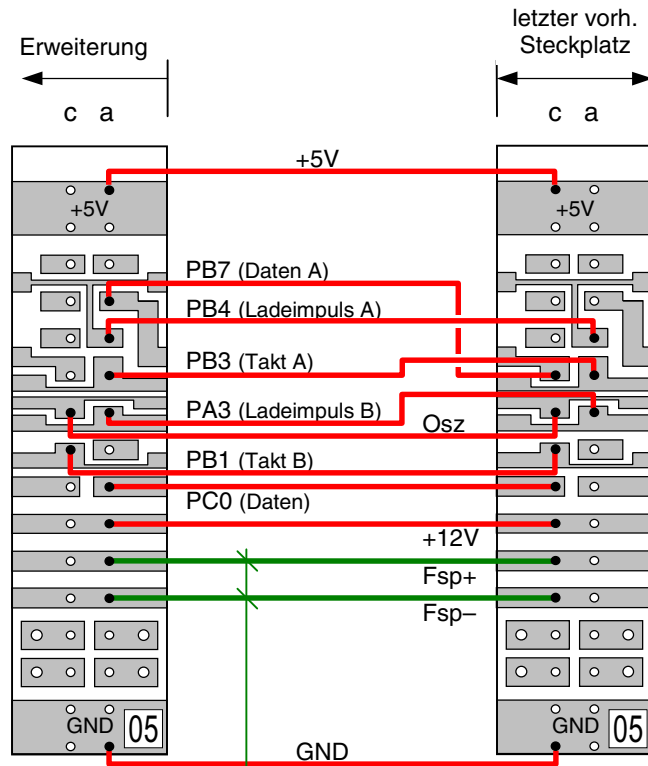 Erweiterung
letzter vorh.
Steckplatz
c a
c a
+5V
+5V
+5V
PB7 (Daten A)
PB4 (Ladeimpuls A)
PB3 (Takt A)
PA3 (Ladeimpuls B)
Osz
PB1 (Takt B)
PC0 (Daten)
+12V
Fsp+
Fsp–
GND 05
GND 05
GND